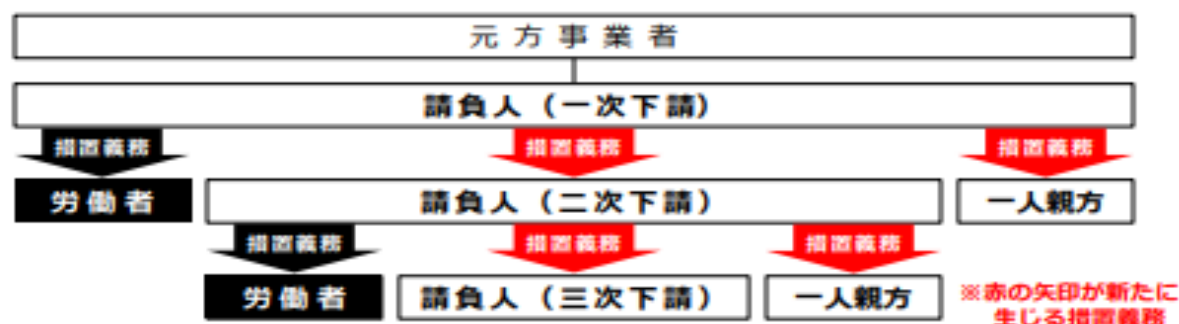 元方事業者
請負人（一次下請）
措置義務 措置義務 措置義務
労働者 請負人（二次下請） 一人親方
措置義務 措置義務 措置義務
労働者 請負人（三次下請） 一人親方
※赤の矢印が新たに
生じる措置義務